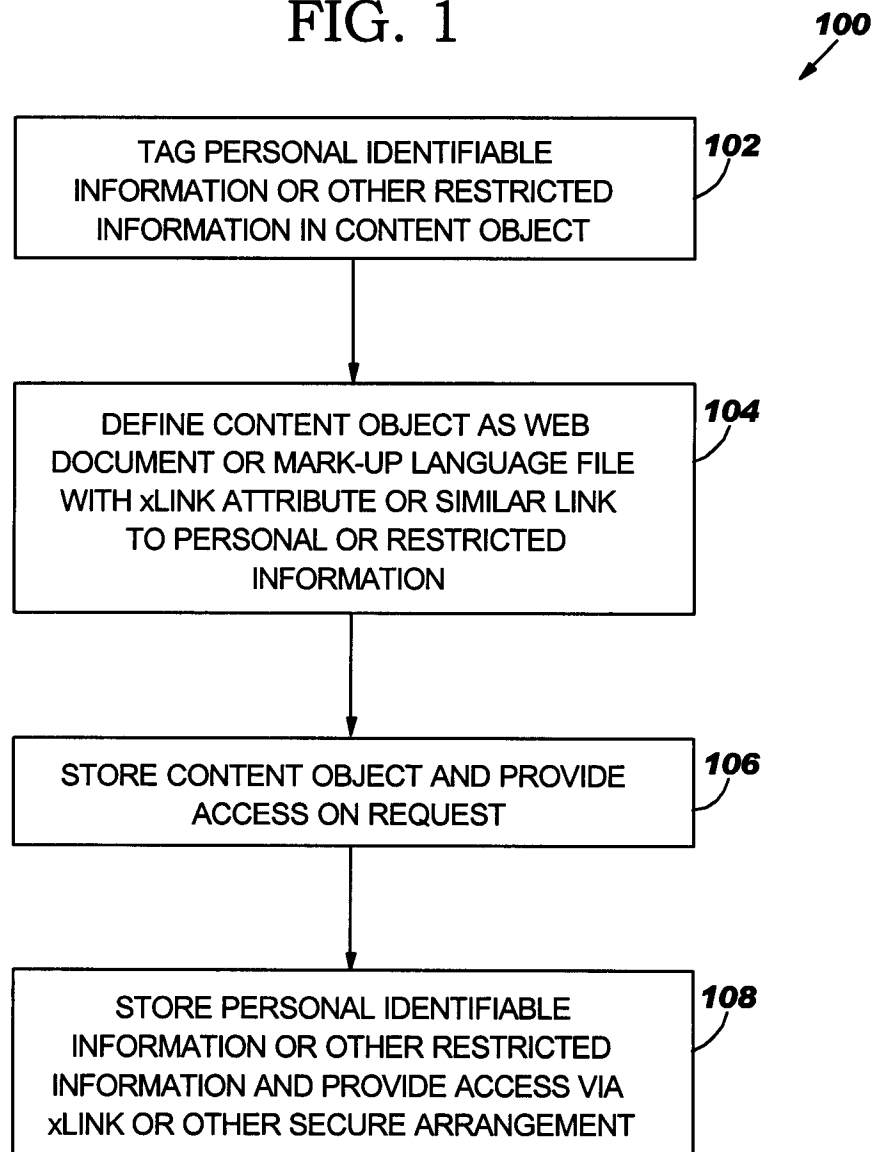 FIG. 1
100
TAG PERSONAL IDENTIFIABLE
INFORMATION OR OTHER RESTRICTED
INFORMATION IN CONTENT OBJECT
102
DEFINE CONTENT OBJECT AS WEB
DOCUMENT OR MARK-UP LANGUAGE FILE
WITH xLINK ATTRIBUTE OR SIMILAR LINK
TO PERSONAL OR RESTRICTED
INFORMATION
104
STORE CONTENT OBJECT AND PROVIDE
ACCESS ON REQUEST
106
STORE PERSONAL IDENTIFIABLE
INFORMATION OR OTHER RESTRICTED
INFORMATION AND PROVIDE ACCESS VIA
xLINK OR OTHER SECURE ARRANGEMENT
108